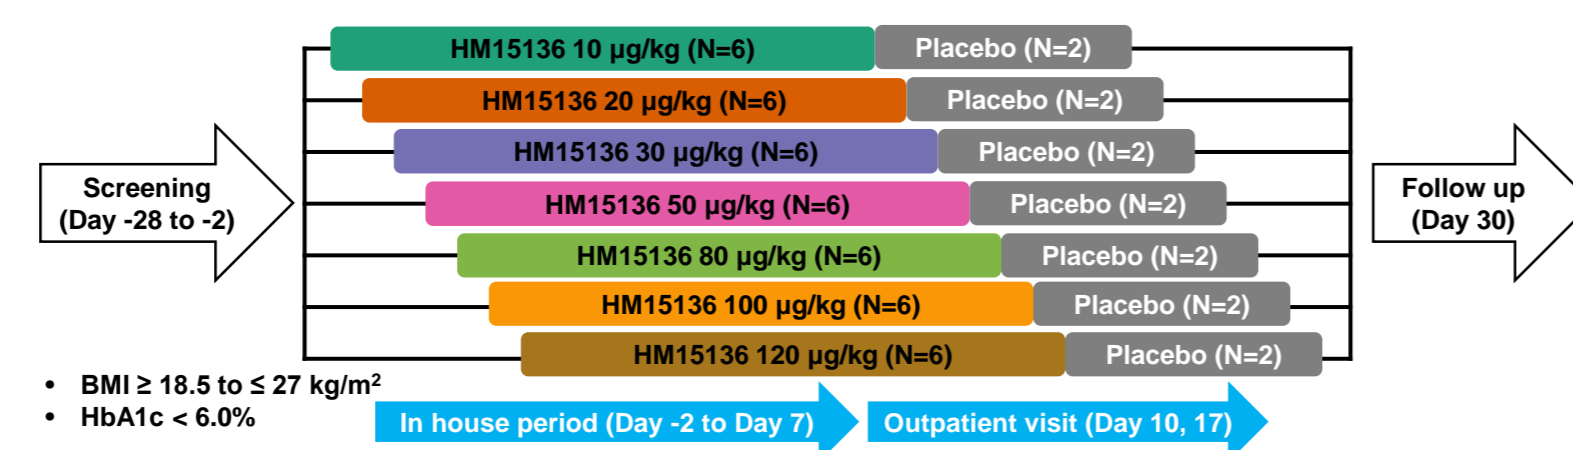 HM15136 10 µg/kg (N=6) Placebo (N=2)
HM15136 20 µg/kg (N=6) Placebo (N=2)
HM15136 30 µg/kg (N=6) Placebo (N=2)
Screening
(Day -28 to -2)
HM15136 50 µg/kg (N=6) Placebo (N=2)
Follow up
(Day 30)
HM15136 80 µg/kg (N=6) Placebo (N=2)
HM15136 100 µg/kg (N=6) Placebo (N=2)
HM15136 120 µg/kg (N=6) Placebo (N=2)
• BMI ≥ 18.5 to ≤ 27 kg/m²
• HbA1c < 6.0%
In house period (Day -2 to Day 7) Outpatient visit (Day 10, 17)